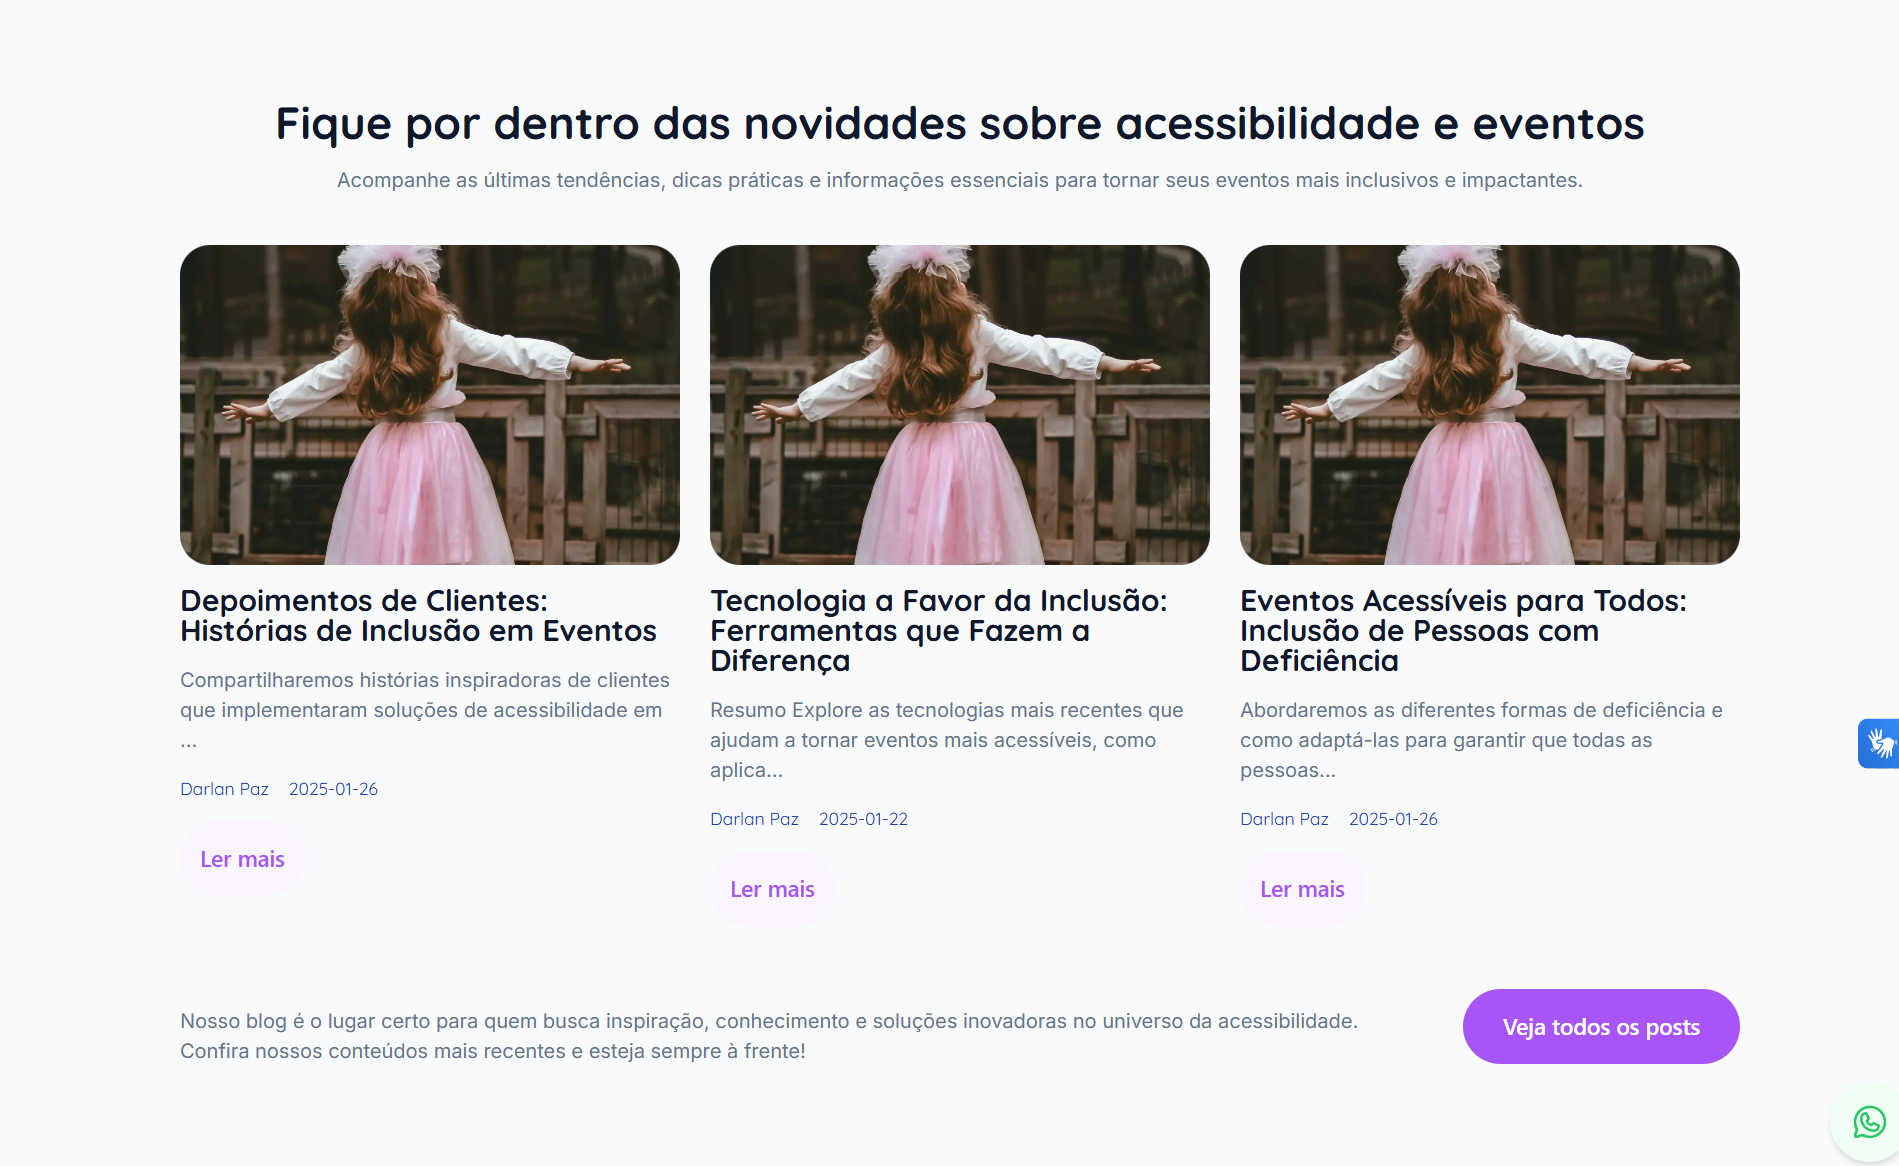 Fique por dentro das novidades sobre acessibilidade e eventos
Acompanhe as últimas tendências, dicas práticas e informações essenciais para tornar seus eventos mais inclusivos e impactantes.
Depoimentos de Clientes:
Histórias de Inclusão em Eventos
Compartilharemos histórias inspiradoras de clientes
que implementaram soluções de acessibilidade em
...
Darlan Paz 2025-01-26
Ler mais
Tecnologia a Favor da Inclusão:
Ferramentas que Fazem a
Diferença
Resumo Explore as tecnologias mais recentes que
ajudam a tornar eventos mais acessíveis, como
aplica...
Darlan Paz 2025-01-22
Ler mais
Eventos Acessíveis para Todos:
Inclusão de Pessoas com
Deficiência
Abordaremos as diferentes formas de deficiência e
como adaptá-las para garantir que todas as
pessoas...
Darlan Paz 2025-01-26
Ler mais
Nosso blog é o lugar certo para quem busca inspiração, conhecimento e soluções inovadoras no universo da acessibilidade.
Confira nossos conteúdos mais recentes e esteja sempre à frente!
Veja todos os posts